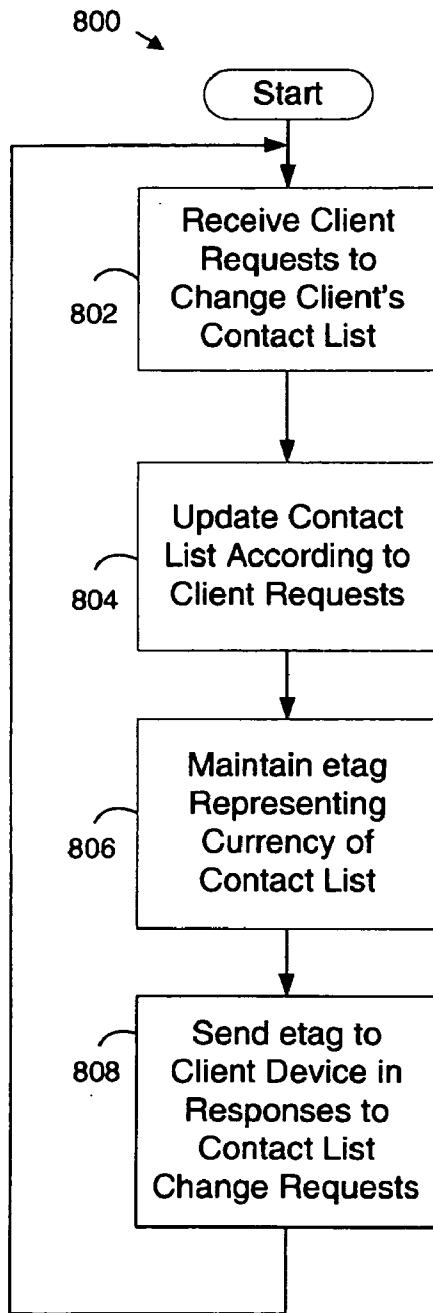 800
Start
Receive Client
Requests to
Change Client's
Contact List
802
Update Contact
List According to
Client Requests
804
Maintain etag
Representing
Currency of
Contact List
806
Send etag to
Client Device in
Responses to
Contact List
Change Requests
808